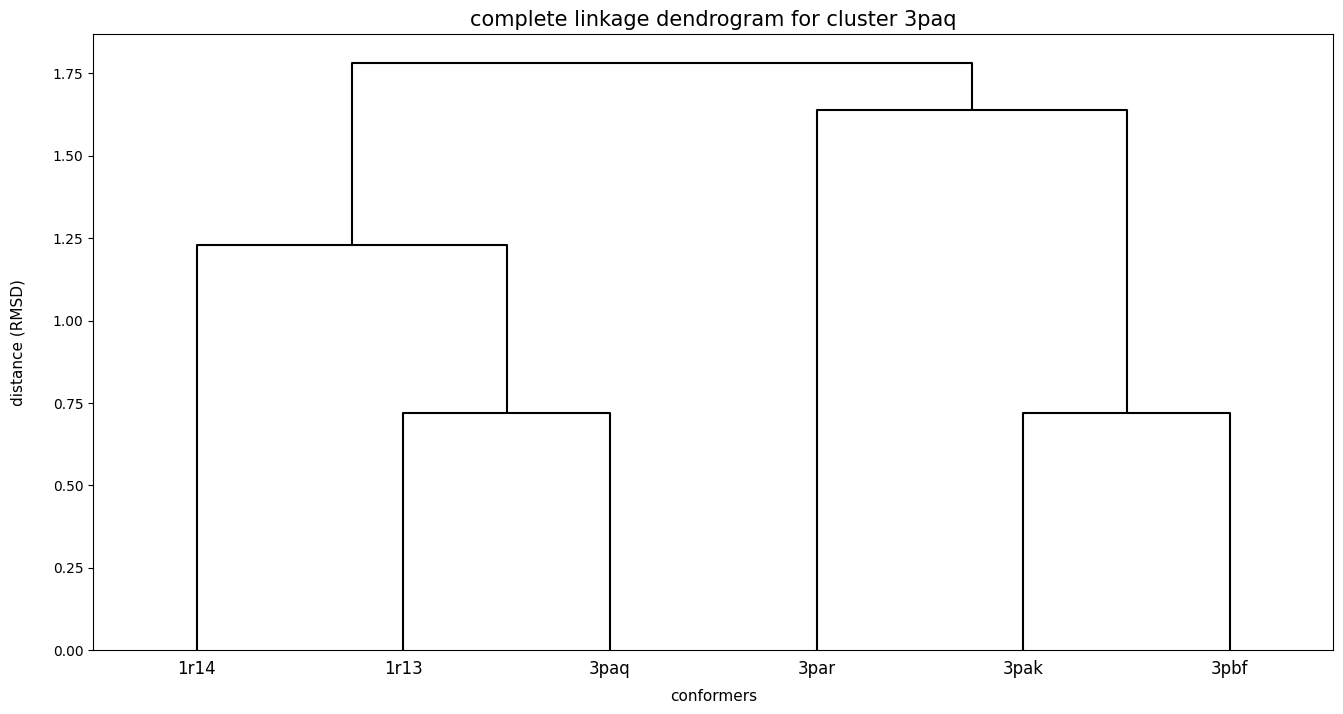 complete linkage dendrogram for cluster 3paq
1.75
1.50
1.25
1.00
0.75
0.50
0.25
0.00
distance (RMSD)
1r14 1r13 3paq 3par 3pak 3pbf
conformers